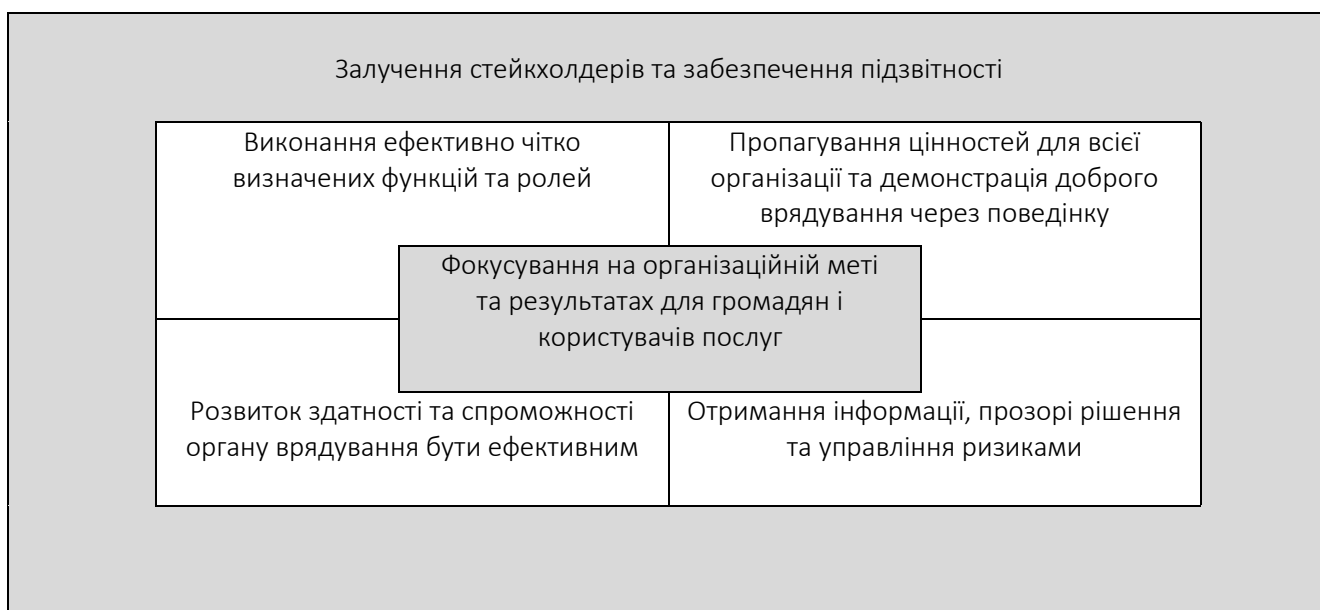 Залучення стейкхолдерів та забезпечення підзвітності
Виконання ефективно чітко
визначених функцій та ролей
Пропагування цінностей для всієї
організації та демонстрація доброго
врядування через поведінку
Фокусування на організаційній меті
та результатах для громадян і
користувачів послуг
Розвиток здатності та спроможності
органу врядування бути ефективним
Отримання інформації, прозорі рішення
та управління ризиками